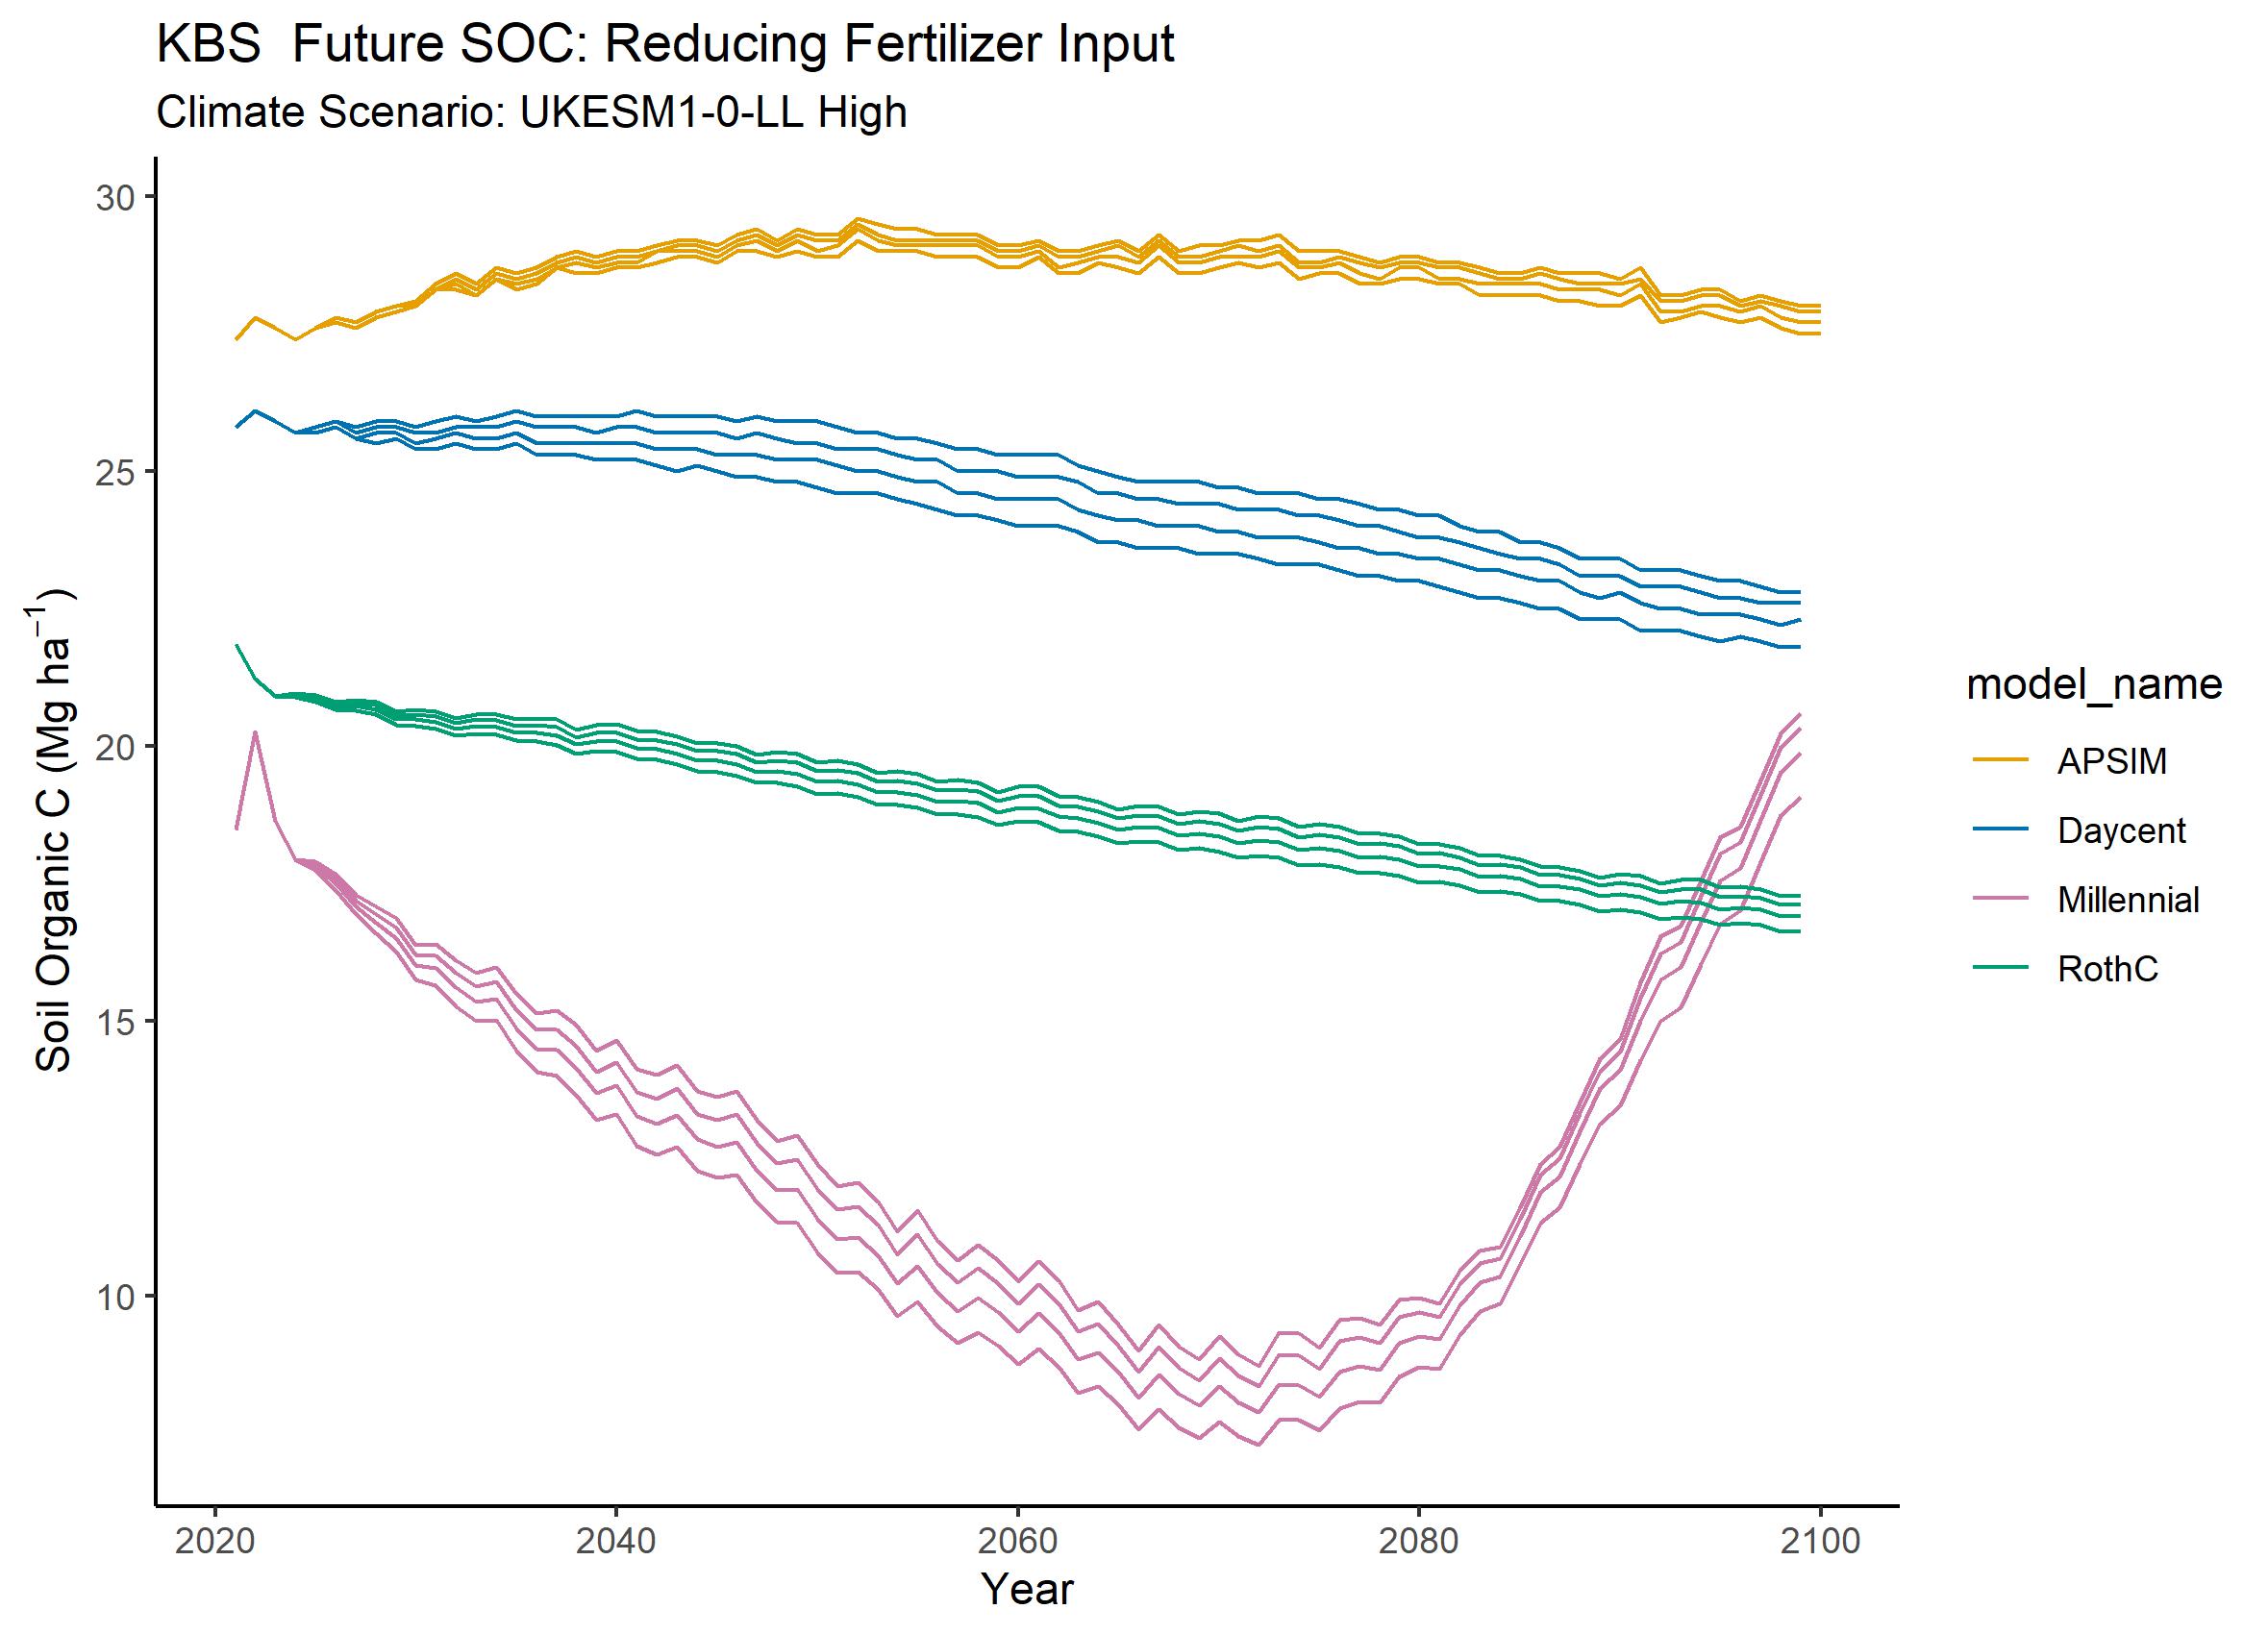 KBS  Future SOC: Reducing Fertilizer Input
Climate Scenario: UKESM1-0-LL High
30
25
20
15
10
Soil Organic C (Mg ha⁻¹)
2020 2040 2060 2080 2100
Year
model_name
APSIM
Daycent
Millennial
RothC